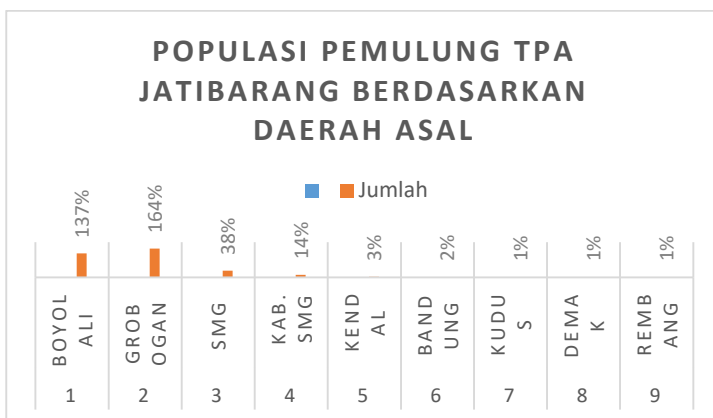 POPULASI PEMULUNG TPA
JATIBARANG BERDASARKAN
DAERAH ASAL
Jumlah
137%
164%
38%
14%
3%
2%
1%
1%
1%
BOYOL
ALI
GROB
OGAN
SMG
KAB.
SMG
KEND
AL
BAND
UNG
KUDU
S
DEMA
K
REMB
ANG
1 2 3 4 5 6 7 8 9